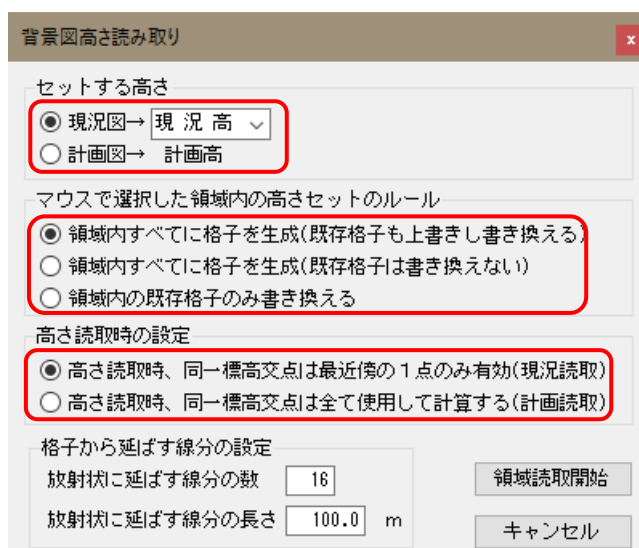 背景図高さ読み取り
x
セットする高さ
現況図→ 現 況 高
計画図→ 計画高
マウスで選択した領域内の高さセットのルール
領域内すべてに格子を生成(既存格子も上書きし書き換える)
領域内すべてに格子を生成(既存格子は書き換えない)
領域内の既存格子のみ書き換える
高さ読取時の設定
高さ読取時、同一標高交点は最近傍の1点のみ有効(現況読取)
高さ読取時、同一標高交点は全て使用して計算する(計画読取)
格子から延ばす線分の設定
放射状に延ばす線分の数 16
放射状に延ばす線分の長さ 100.0 m
領域読取開始
キャンセル